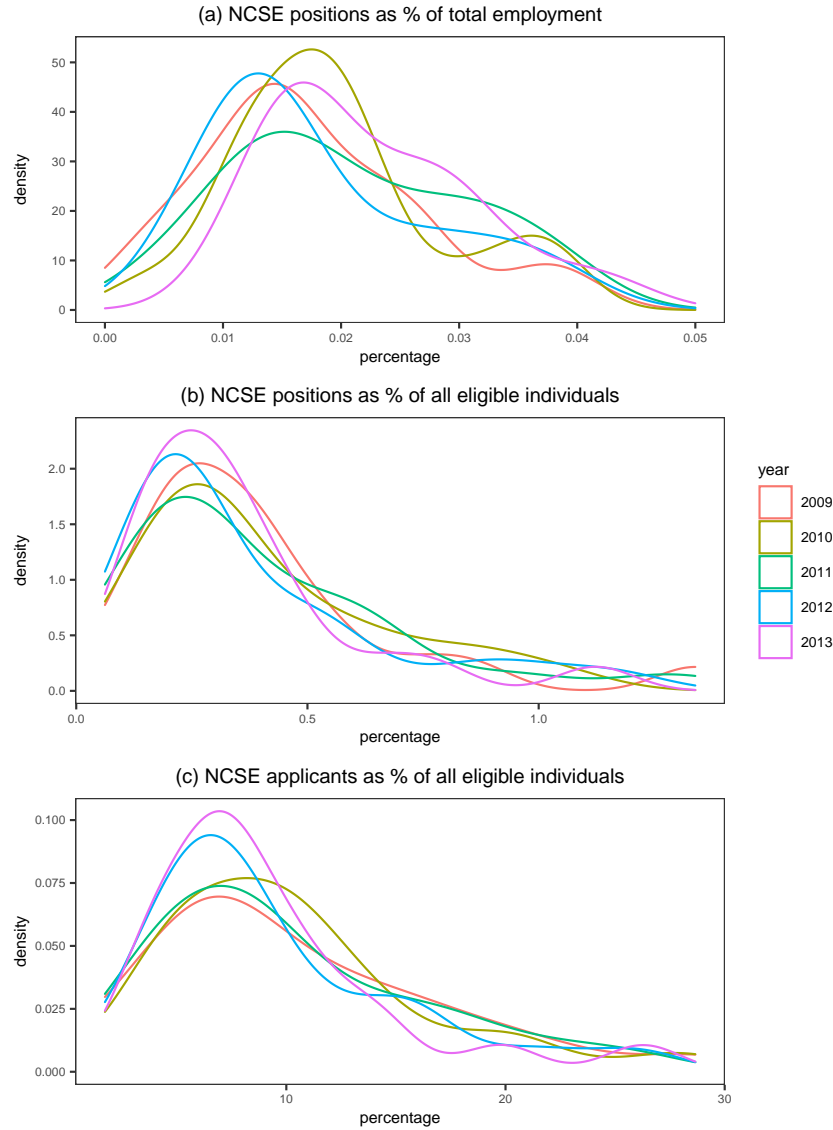 (a) NCSE positions as % of total employment
50
40
30
20
10
0
density
0.00 0.01 0.02 0.03 0.04 0.05
percentage
(b) NCSE positions as % of all eligible individuals
2.0
1.5
1.0
0.5
0.0
density
0.0 0.5 1.0
percentage
year
2009
2010
2011
2012
2013
(c) NCSE applicants as % of all eligible individuals
0.100
0.075
0.050
0.025
0.000
density
10 20 30
percentage